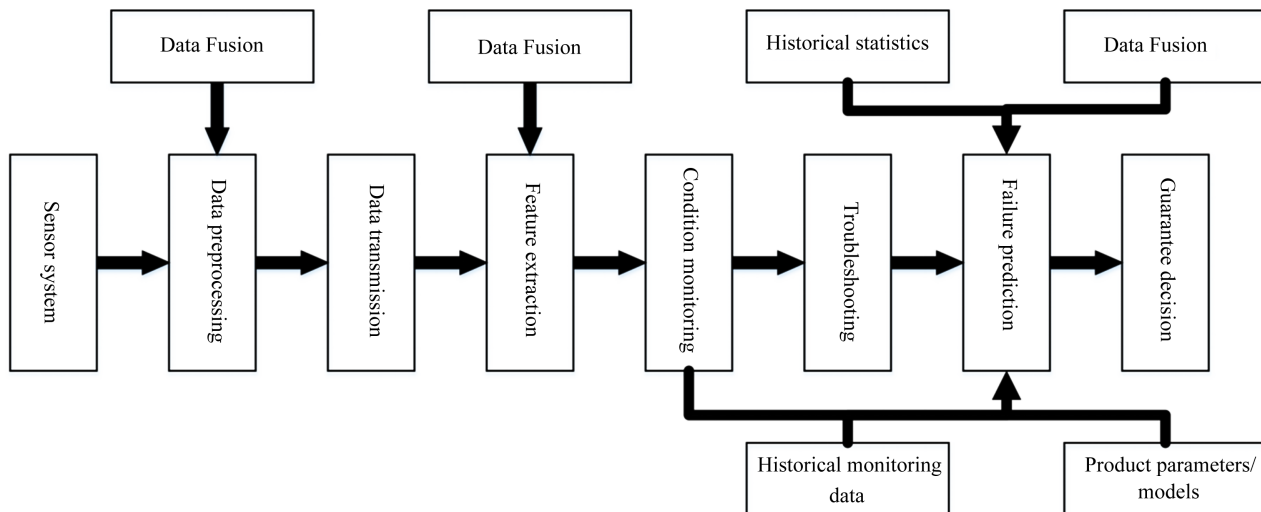 Data Fusion
Data Fusion
Historical statistics
Data Fusion
Sensor system
Data preprocessing
Data transmission
Feature extraction
Condition monitoring
Troubleshooting
Failure prediction
Guarantee decision
Historical monitoring
data
Product parameters/
models